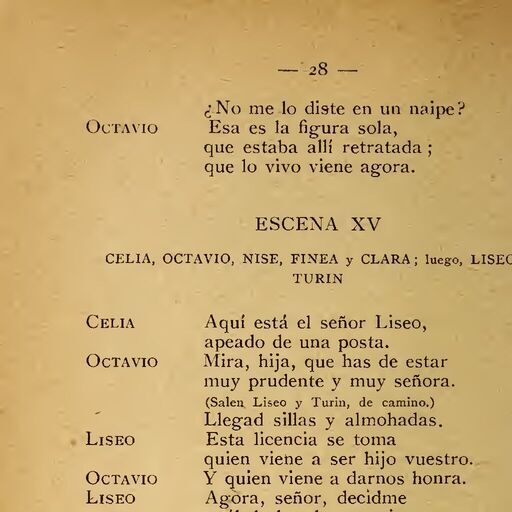 — 28 —
¿No me lo diste en un naipe?
OCTAVIO Esa es la figura sola,
que estaba allí retratada;
que lo vivo viene agora.
ESCENA XV
CELIA, OCTAVIO, NISE, FINEA y CLARA; luego, LISEO
TURIN
CELIA Aquí está el señor Liseo,
apeado de una posta.
OCTAVIO Mira, hija, que has de estar
muy prudente y muy señora.
(Salen Liseo y Turin, de camino.)
Llegad sillas y almohadas.
LISEO Esta licencia se toma
quien viene a ser hijo vuestro.
OCTAVIO Y quien viene a darnos honra.
LISEO Agora, señor, decidme